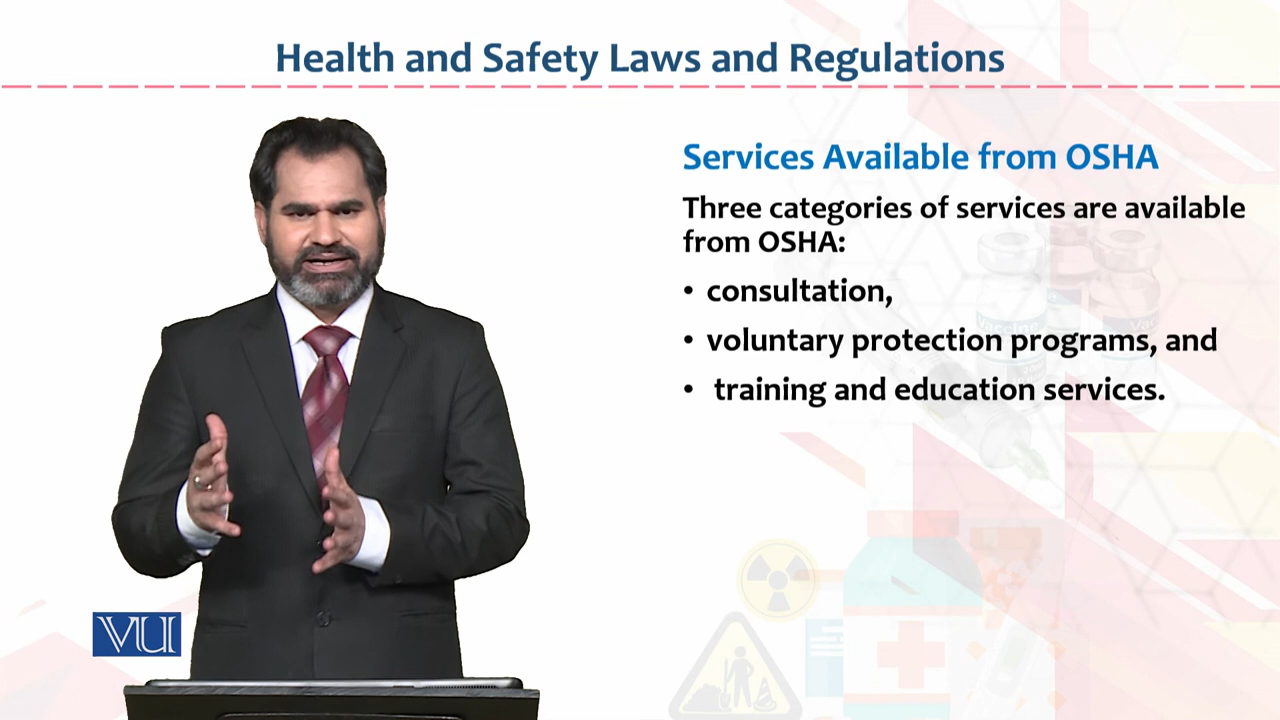 Health and Safety Laws and Regulations
Services Available from OSHA
Three categories of services are available
from OSHA:
• consultation,
• voluntary protection programs, and
• training and education services.
Vaccine
VU